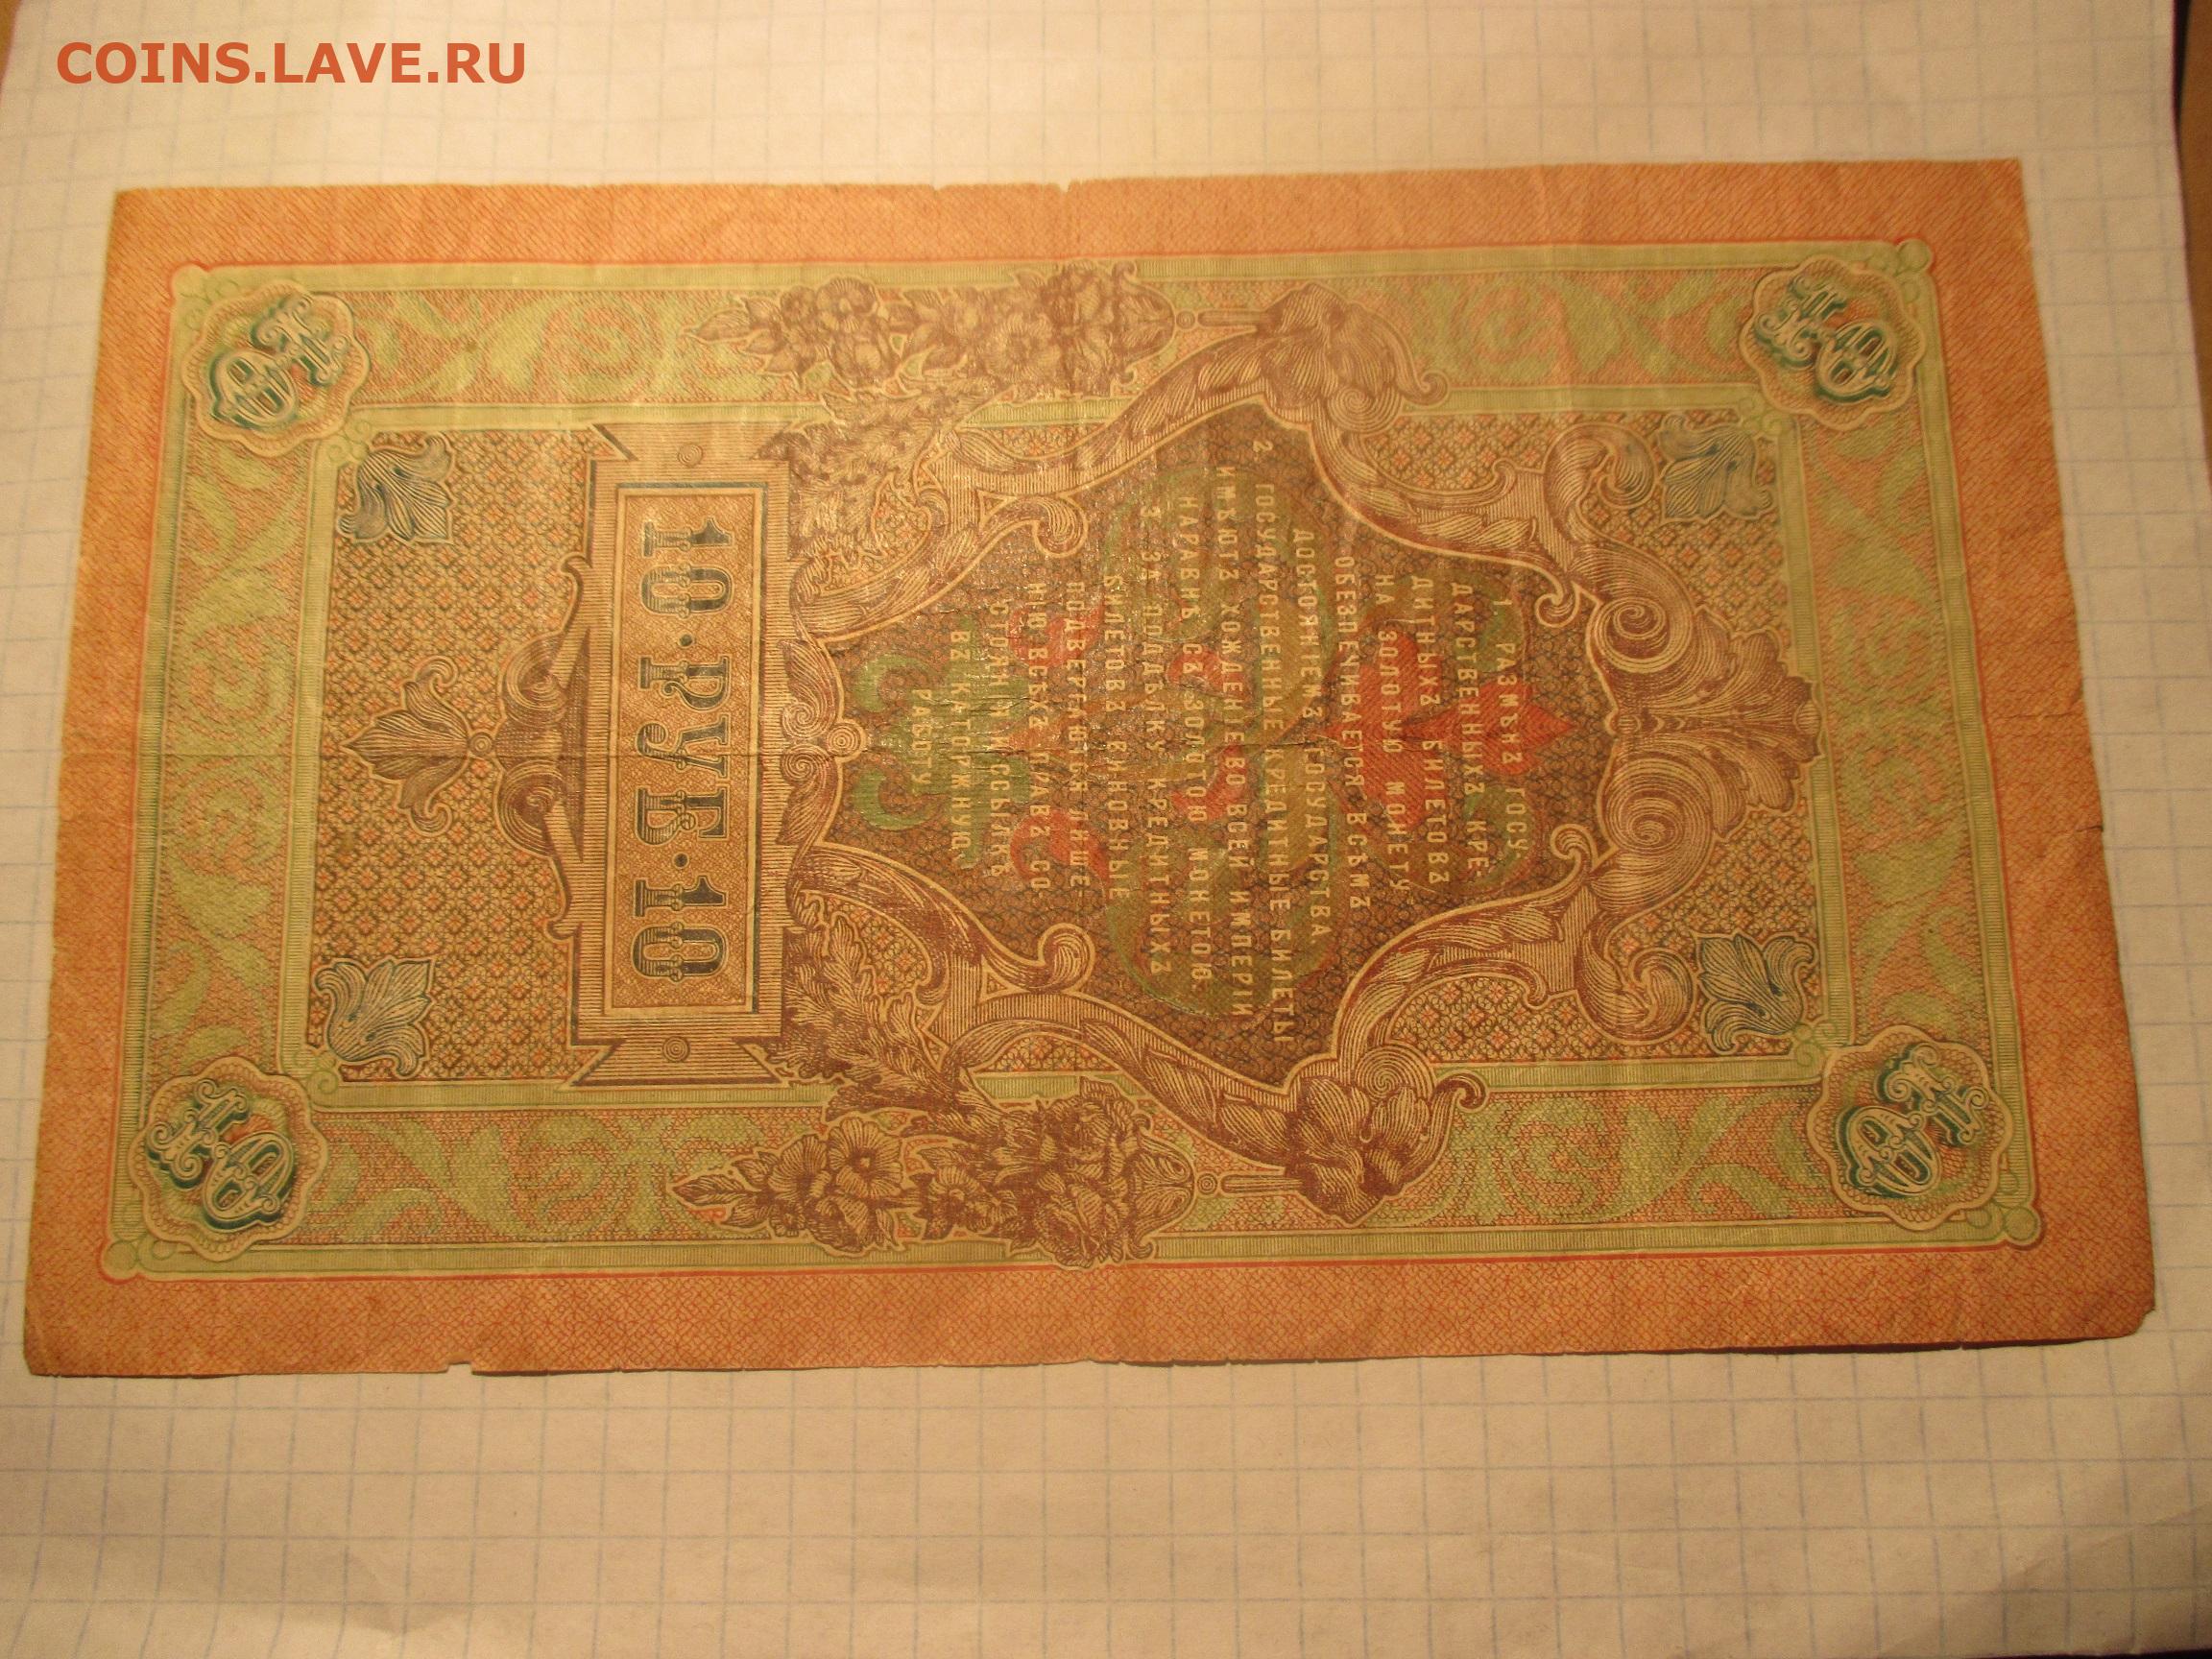 COINS.LAVE.RU
10
10
1. РАЗМѢНЪ ГОСУ-
ДАРСТВЕННЫХЪ КРЕ-
ДИТНЫХЪ БИЛЕТОВЪ
НА ЗОЛОТУЮ МОНЕТУ
ОБЕЗПЕЧИВАЕТСЯ ВСѢМЪ
ДОСТОЯНІЕМЪ ГОСУДАРСТВА.
2. ГОСУДАРСТВЕННЫЕ КРЕДИТНЫЕ БИЛЕТЫ
ИМѢЮТЪ ХОЖДЕНІЕ ВО ВСЕЙ ИМПЕРІИ
НАРАВНѢ СЪ ЗОЛОТОЮ МОНЕТОЮ.
3. ЗА ПОДДѢЛКУ КРЕДИТНЫХЪ
БИЛЕТОВЪ ВИНОВНЫЕ
ПОДВЕРГАЮТСЯ ЛИШЕ-
НІЮ ВСѢХЪ ПРАВЪ СО-
СТОЯНІЯ И ССЫЛКѢ
ВЪ КАТОРЖНУЮ
РАБОТУ.
10·РУБ·10
10
10